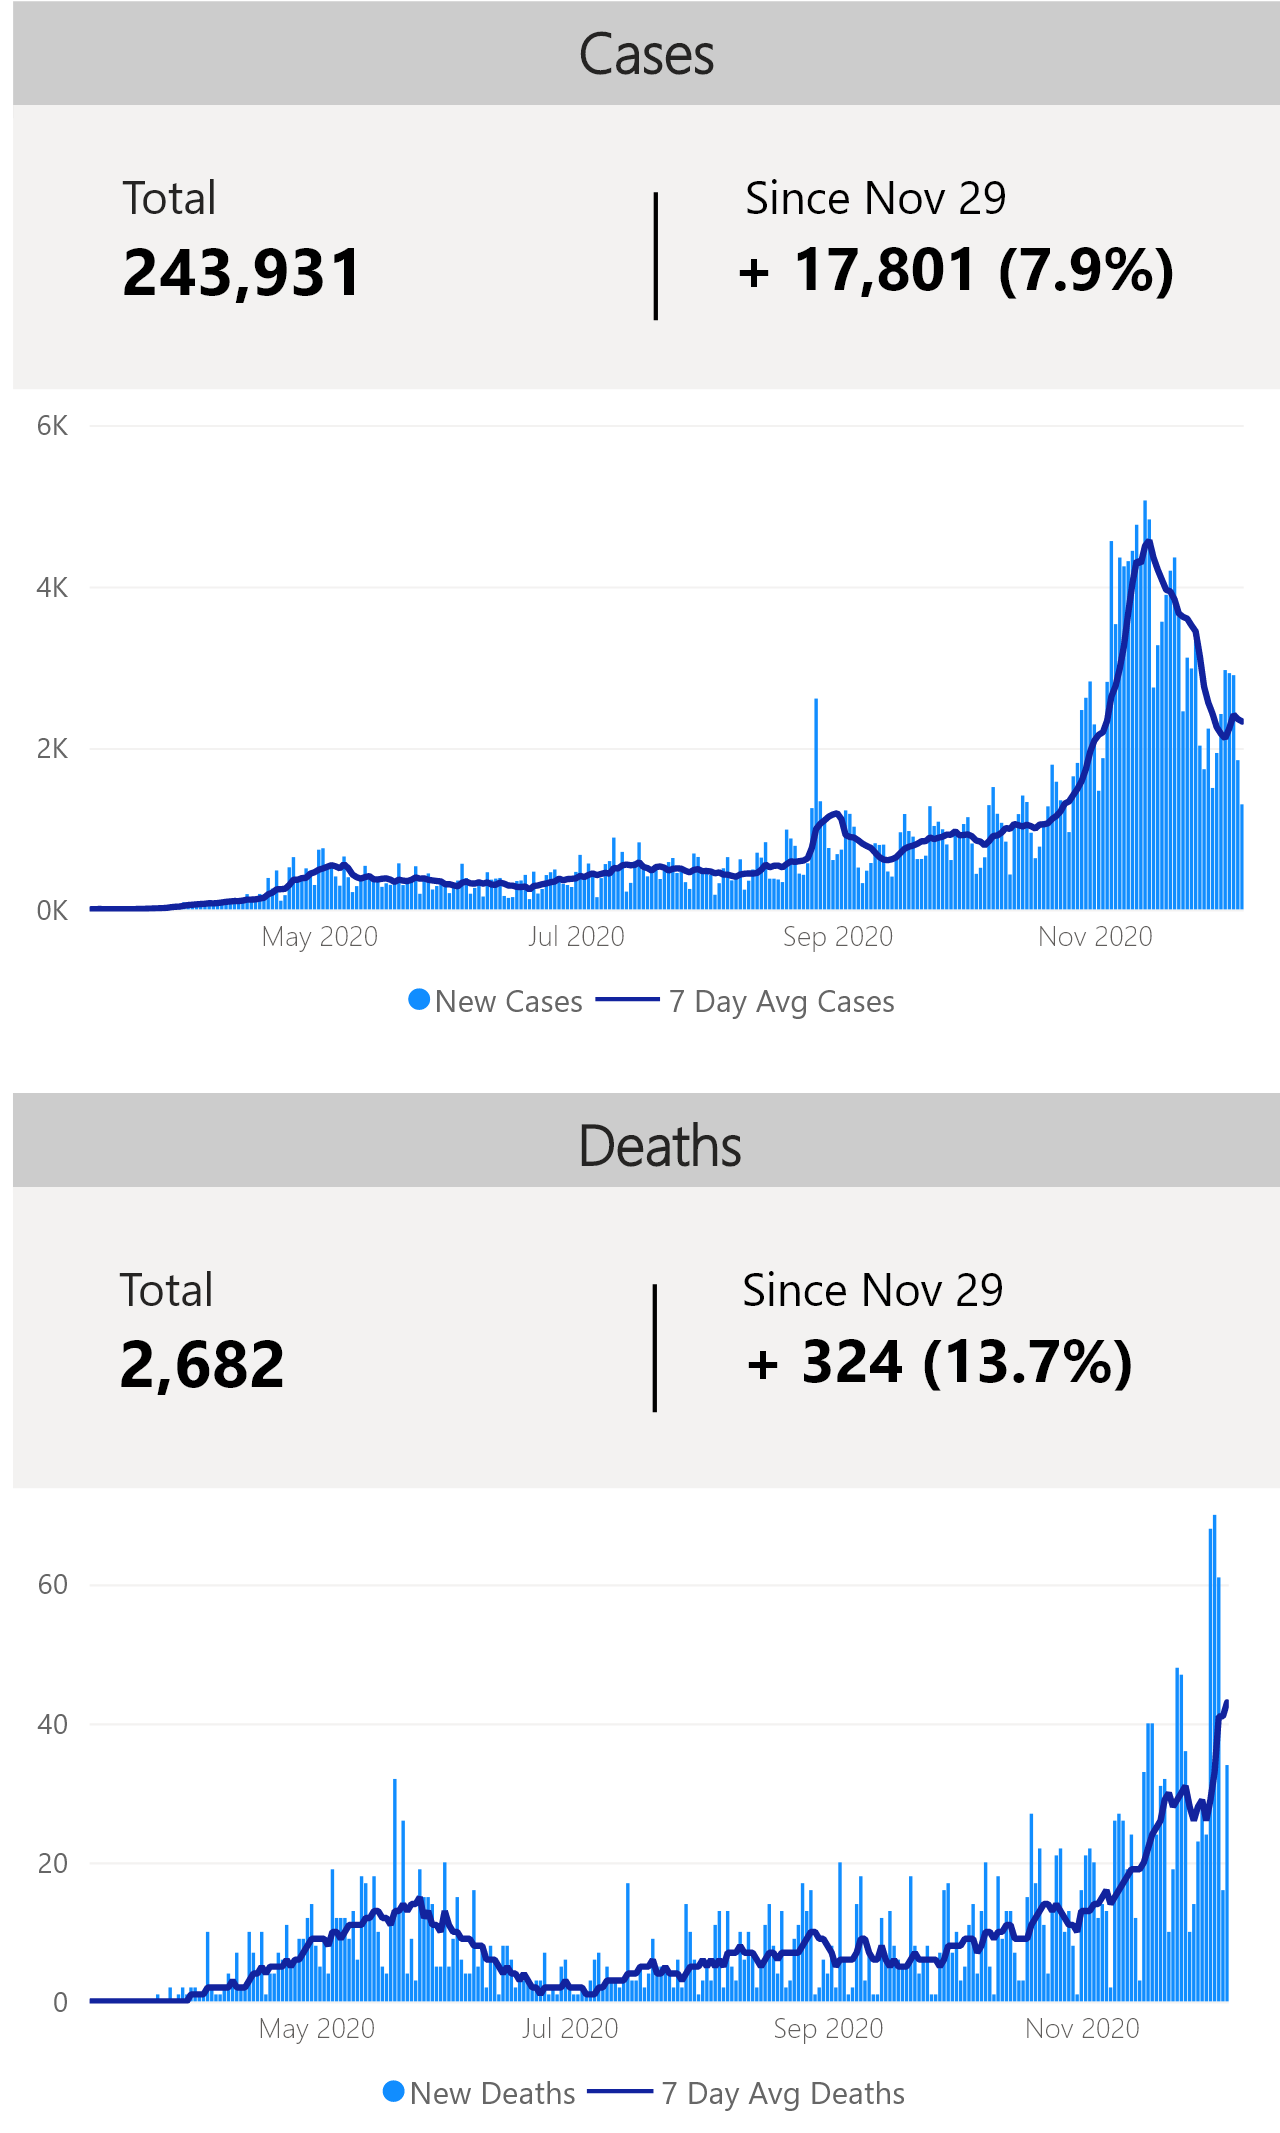 Cases
Total
Since Nov 29
243,931
+ 17,801 (7.9%)
6K
4K
2K
0K
May 2020
Jul 2020
Sep 2020
Nov 2020
New Cases
7 Day Avg Cases
Deaths
Total
Since Nov 29
2,682
+ 324 (13.7%)
60
40
20
0
May 2020
Jul 2020
Sep 2020
Nov 2020
New Deaths
7 Day Avg Deaths